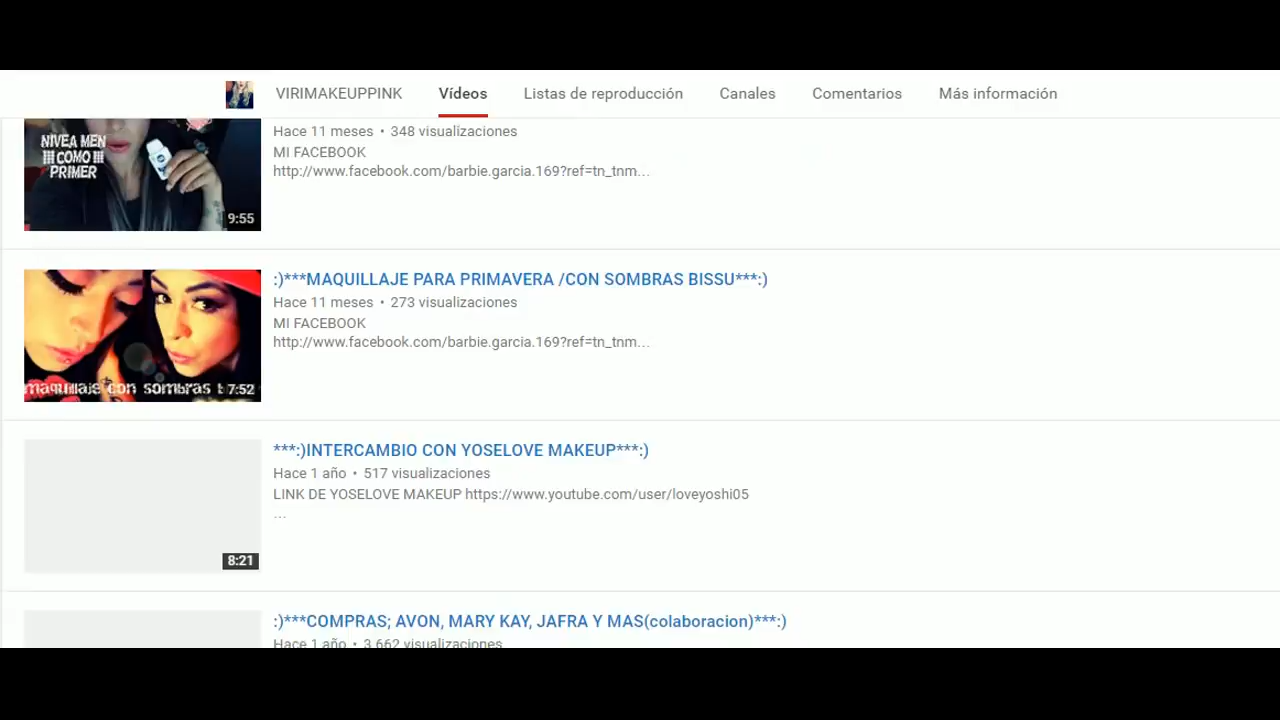 VIRIMAKEUPPINK Vídeos Listas de reproducción Canales Comentarios Más información
NIVEA MEN
COMO
PRIMER
9:55
Hace 11 meses • 348 visualizaciones
MI FACEBOOK
http://www.facebook.com/barbie.garcia.169?ref=tn_tnm...
maquillaje con sombras
7:52
:)***MAQUILLAJE PARA PRIMAVERA /CON SOMBRAS BISSU***:)
Hace 11 meses • 273 visualizaciones
MI FACEBOOK
http://www.facebook.com/barbie.garcia.169?ref=tn_tnm...
8:21
***:)INTERCAMBIO CON YOSELOVE MAKEUP***:)
Hace 1 año • 517 visualizaciones
LINK DE YOSELOVE MAKEUP https://www.youtube.com/user/loveyoshi05
...
:)***COMPRAS; AVON, MARY KAY, JAFRA Y MAS(colaboracion)***:)
Hace 1 año • 3.662 visualizaciones